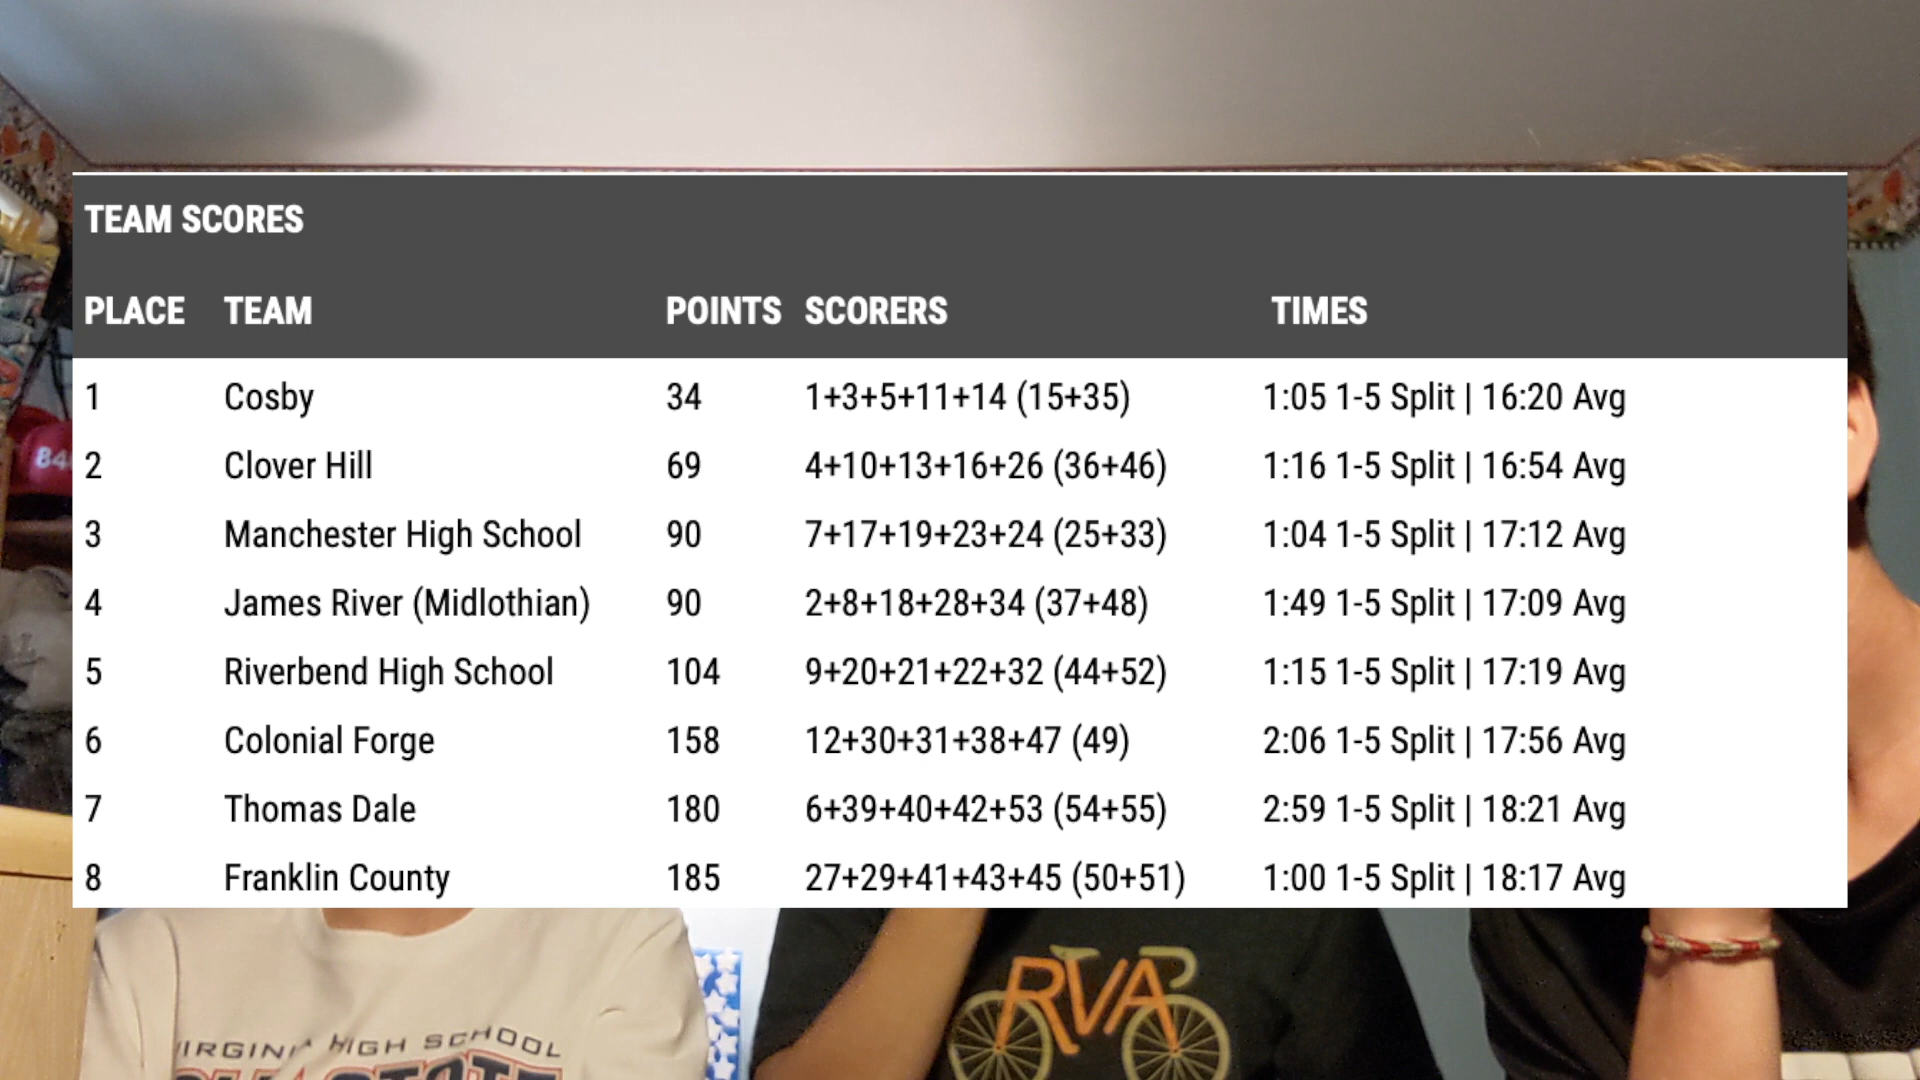 TEAM SCORES
PLACE TEAM POINTS SCORERS TIMES
1 Cosby 34 1+3+5+11+14 (15+35) 1:05 1-5 Split | 16:20 Avg
2 Clover Hill 69 4+10+13+16+26 (36+46) 1:16 1-5 Split | 16:54 Avg
3 Manchester High School 90 7+17+19+23+24 (25+33) 1:04 1-5 Split | 17:12 Avg
4 James River (Midlothian) 90 2+8+18+28+34 (37+48) 1:49 1-5 Split | 17:09 Avg
5 Riverbend High School 104 9+20+21+22+32 (44+52) 1:15 1-5 Split | 17:19 Avg
6 Colonial Forge 158 12+30+31+38+47 (49) 2:06 1-5 Split | 17:56 Avg
7 Thomas Dale 180 6+39+40+42+53 (54+55) 2:59 1-5 Split | 18:21 Avg
8 Franklin County 185 27+29+41+43+45 (50+51) 1:00 1-5 Split | 18:17 Avg
RVA
VIRGINIA HIGH SCHOOL
STATE